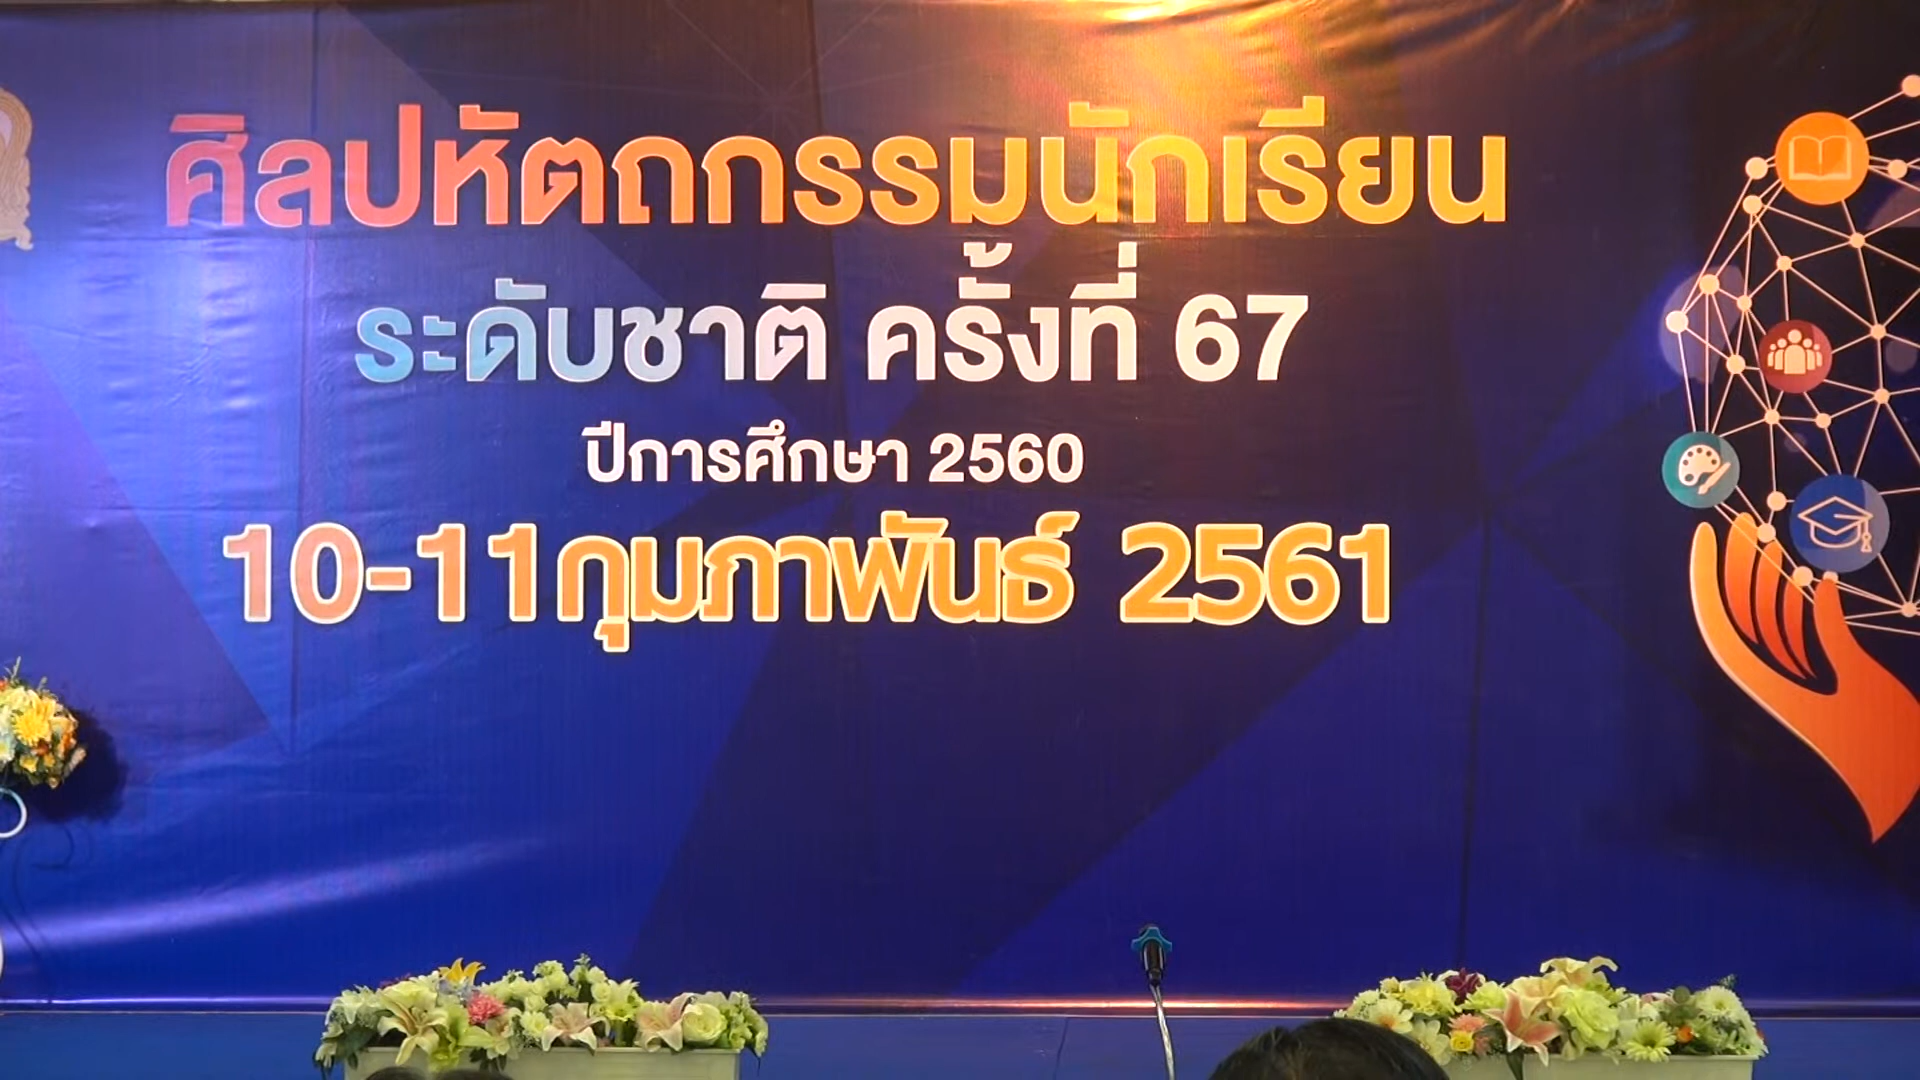 ศิลปหัตถกรรมนักเรียน
ระดับชาติ ครั้งที่ 67
ปีการศึกษา 2560
10-11กุมภาพันธ์ 2561